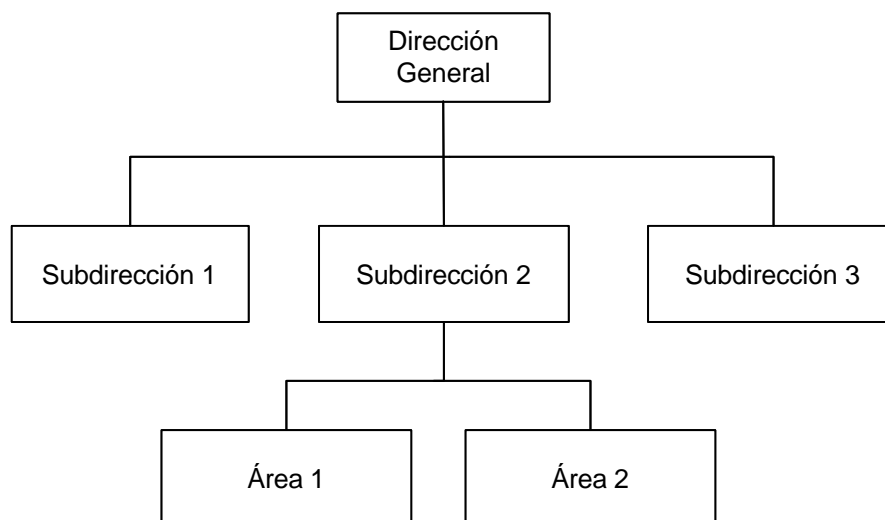 Dirección
General
Subdirección 1
Subdirección 2
Subdirección 3
Área 1
Área 2